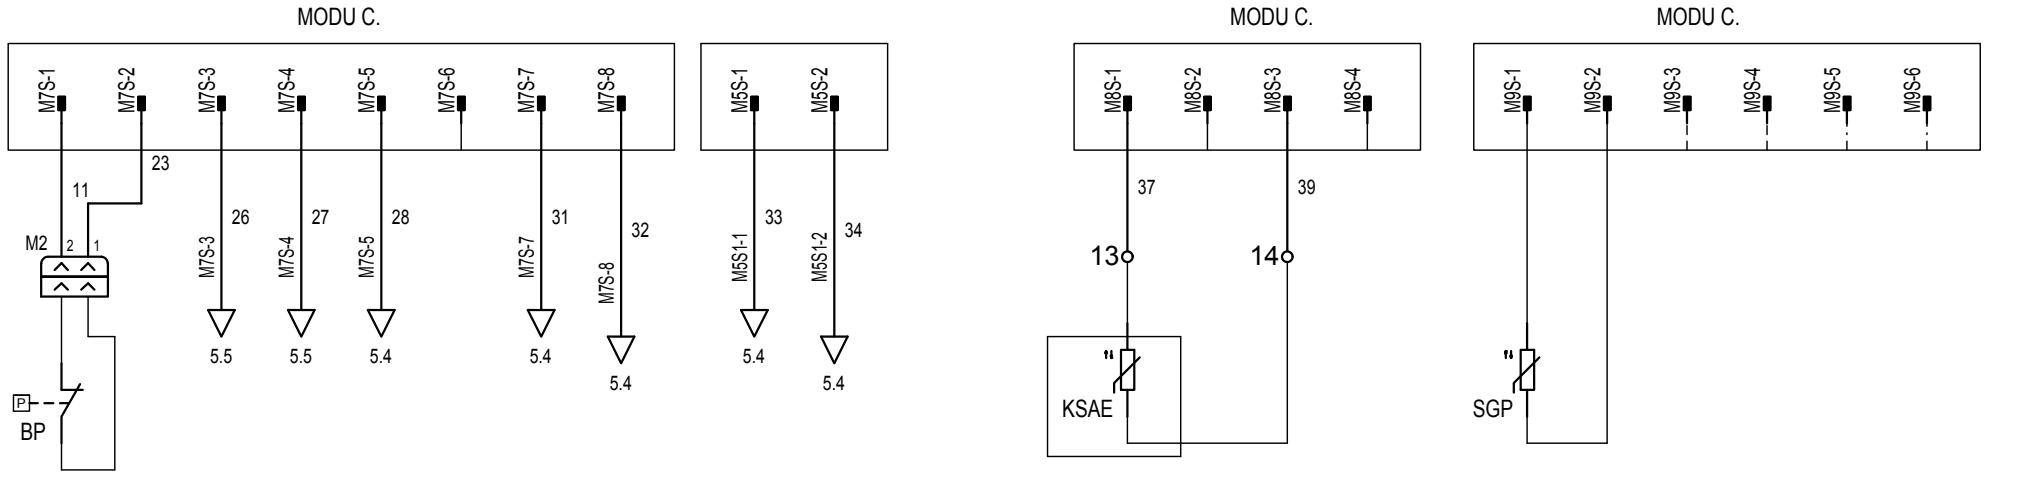 MODU C.
MODU C.
MODU C.
M7S-1
M7S-2
M7S-3
M7S-4
M7S-5
M7S-6
M7S-7
M7S-8
M5S-1
M5S-2
M8S-1
M8S-2
M8S-3
M8S-4
M9S-1
M9S-2
M9S-3
M9S-4
M9S-5
M9S-6
23
11
37
39
26
27
28
31
32
33
34
M2
2
1
M7S-3
M7S-4
M7S-5
M7S-7
M7S-8
M5S1-1
M5S1-2
13
14
5.5
5.5
5.4
5.4
5.4
5.4
5.4
P
BP
KSAE
SGP